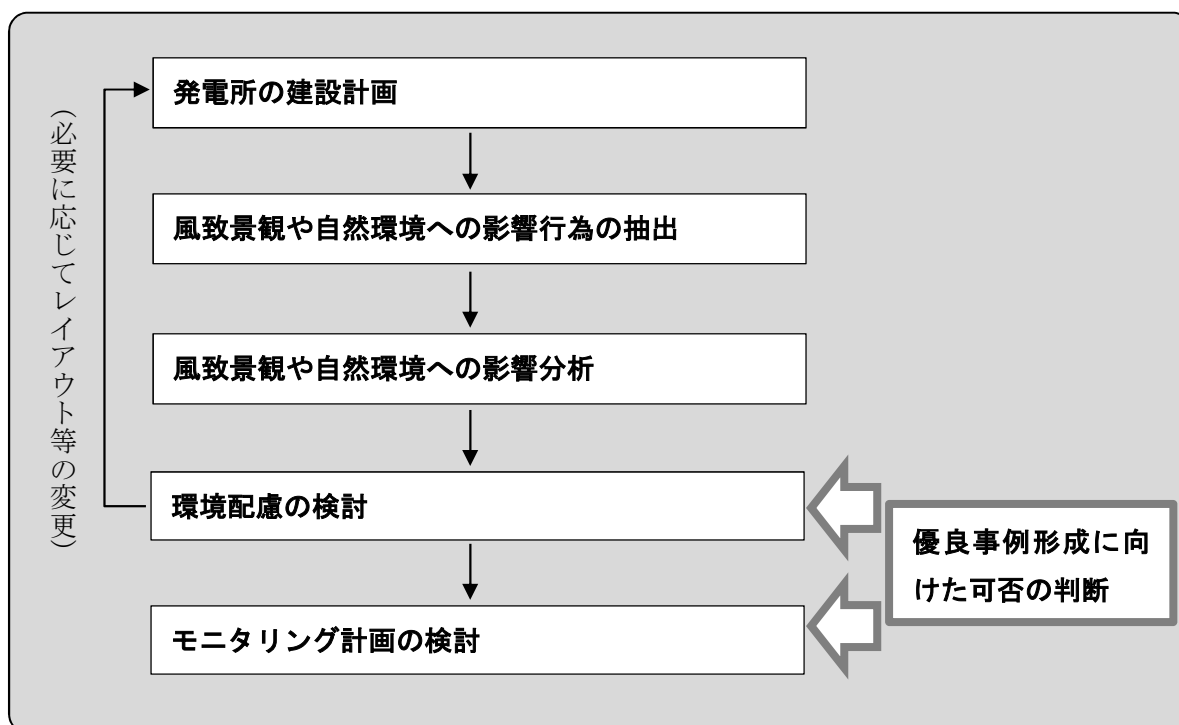 発電所の建設計画
風致景観や自然環境への影響行為の抽出
風致景観や自然環境への影響分析
環境配慮の検討
モニタリング計画の検討
（必要に応じてレイアウト等の変更）
優良事例形成に向
けた可否の判断